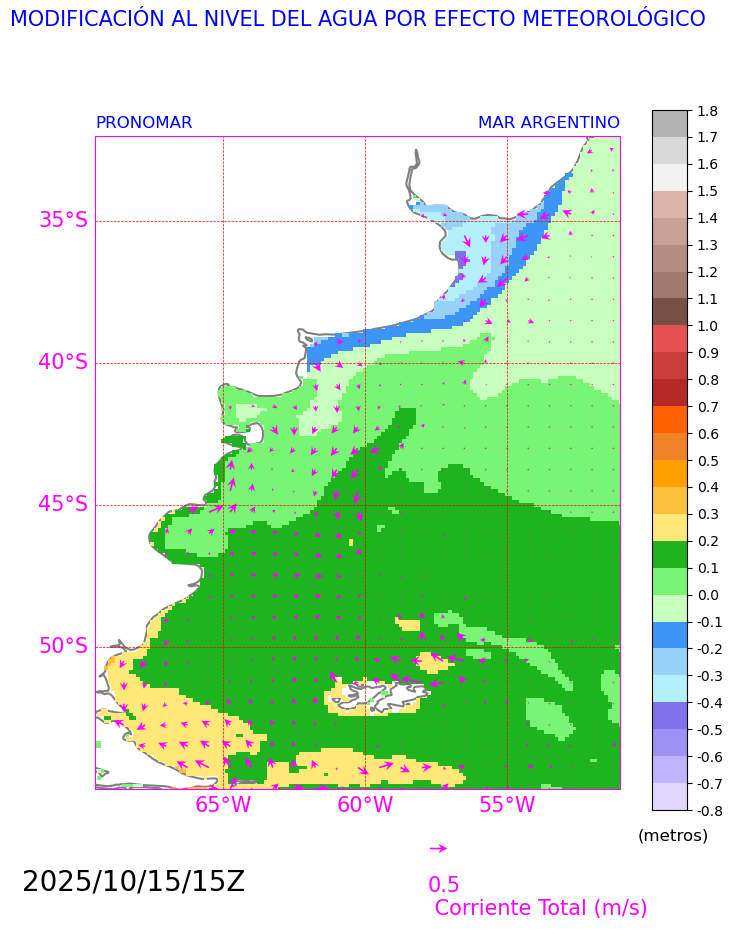 MODIFICACIÓN AL NIVEL DEL AGUA POR EFECTO METEOROLÓGICO
PRONOMAR
MAR ARGENTINO
35°S
40°S
45°S
50°S
65°W
60°W
55°W
1.8
1.7
1.6
1.5
1.4
1.3
1.2
1.1
1.0
0.9
0.8
0.7
0.6
0.5
0.4
0.3
0.2
0.1
0.0
-0.1
-0.2
-0.3
-0.4
-0.5
-0.6
-0.7
-0.8
(metros)
2025/10/15/15Z
0.5
Corriente Total (m/s)